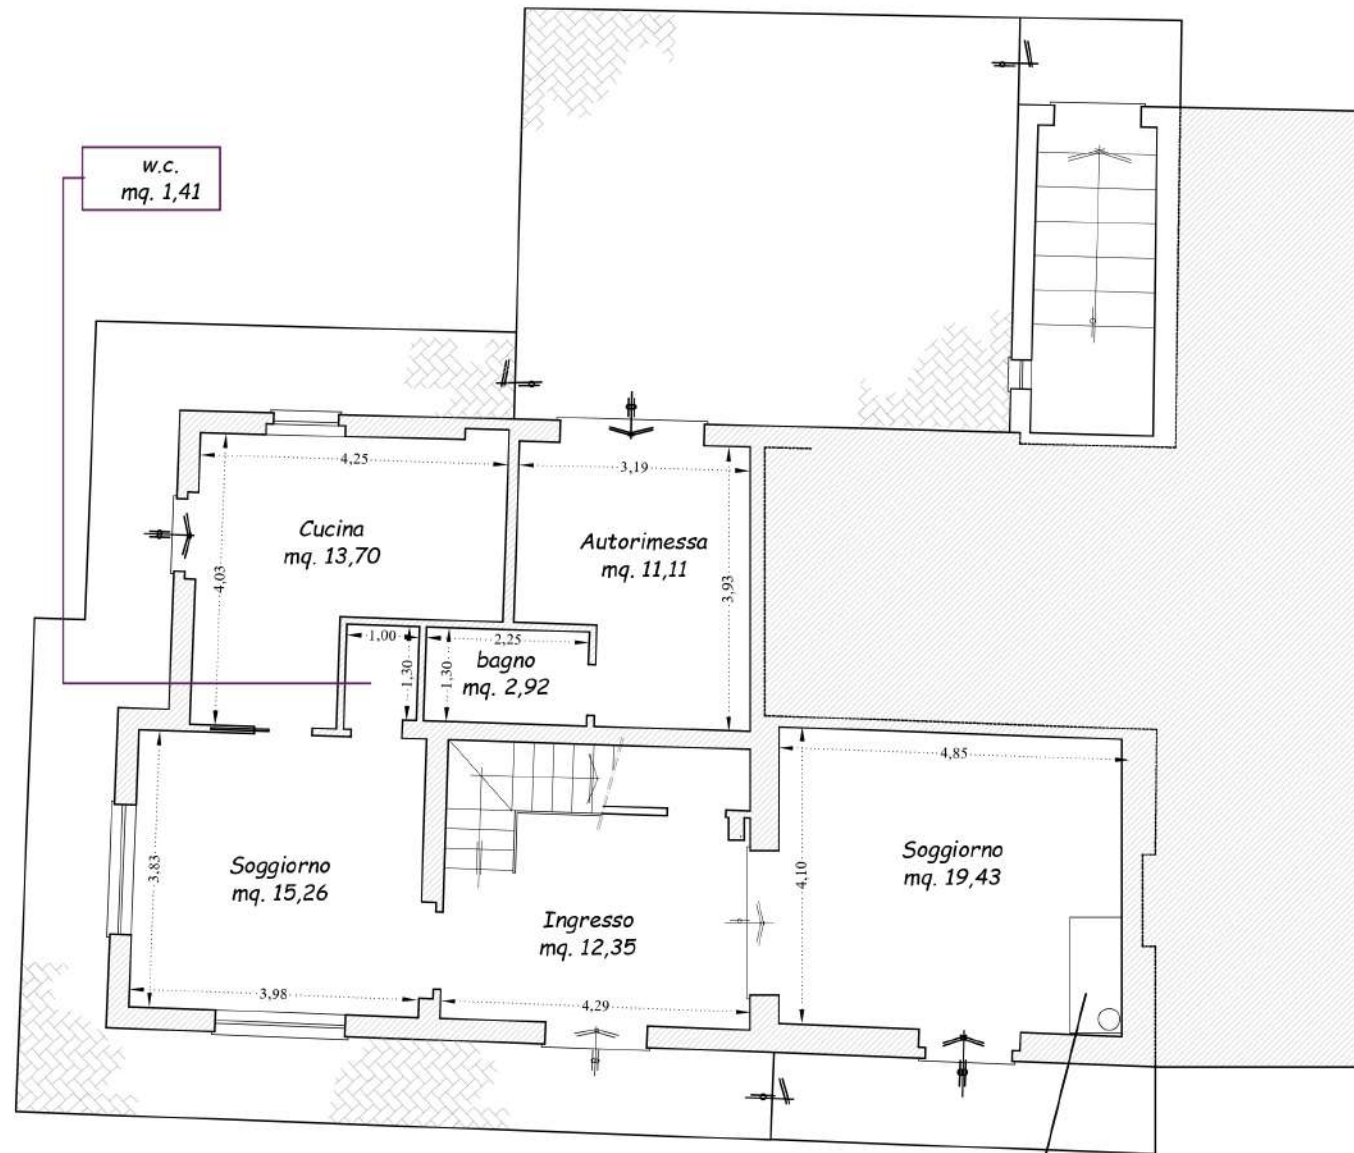 w.c.
mq. 1,41
4,25
3,19
Cucina
mq. 13,70
Autorimessa
mq. 11,11
4,03
3,93
1,00
2,25
1,30
1,30
bagno
mq. 2,92
4,85
3,83
Soggiorno
mq. 15,26
4,10
Soggiorno
mq. 19,43
Ingresso
mq. 12,35
3,98
4,29